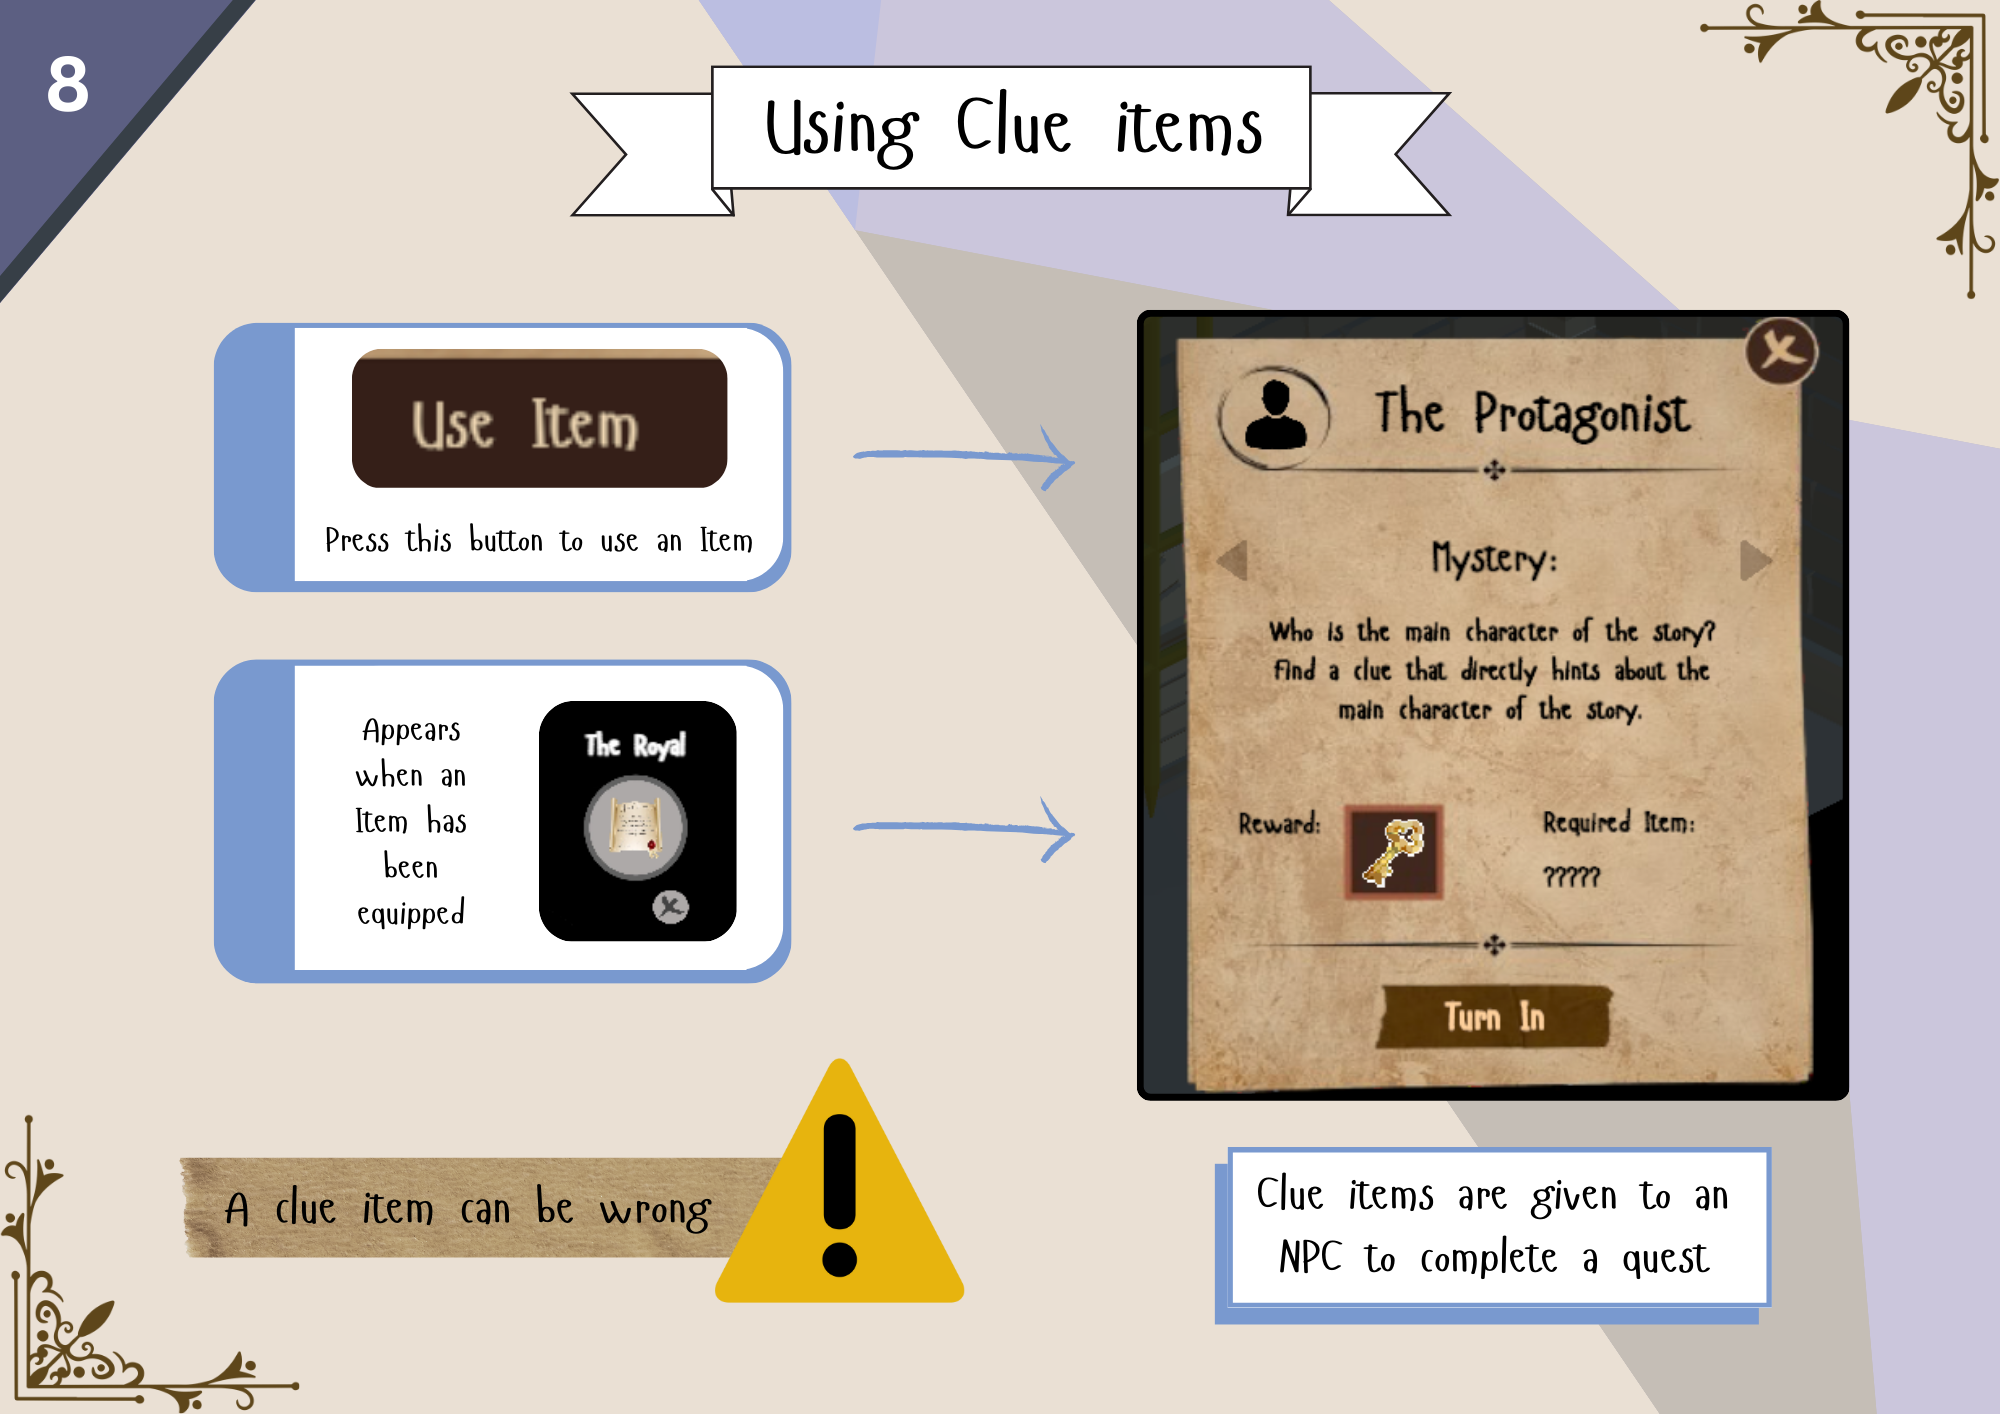 8
Using Clue items
Use Item
Press this button to use an Item
Appears
when an
Item has
been
equipped
The Royal
The Protagonist
Mystery:
Who is the main character of the story?
Find a clue that directly hints about the
main character of the story.
Reward:
Required Item:
?????
Turn In
A clue item can be wrong
Clue items are given to an
NPC to complete a quest